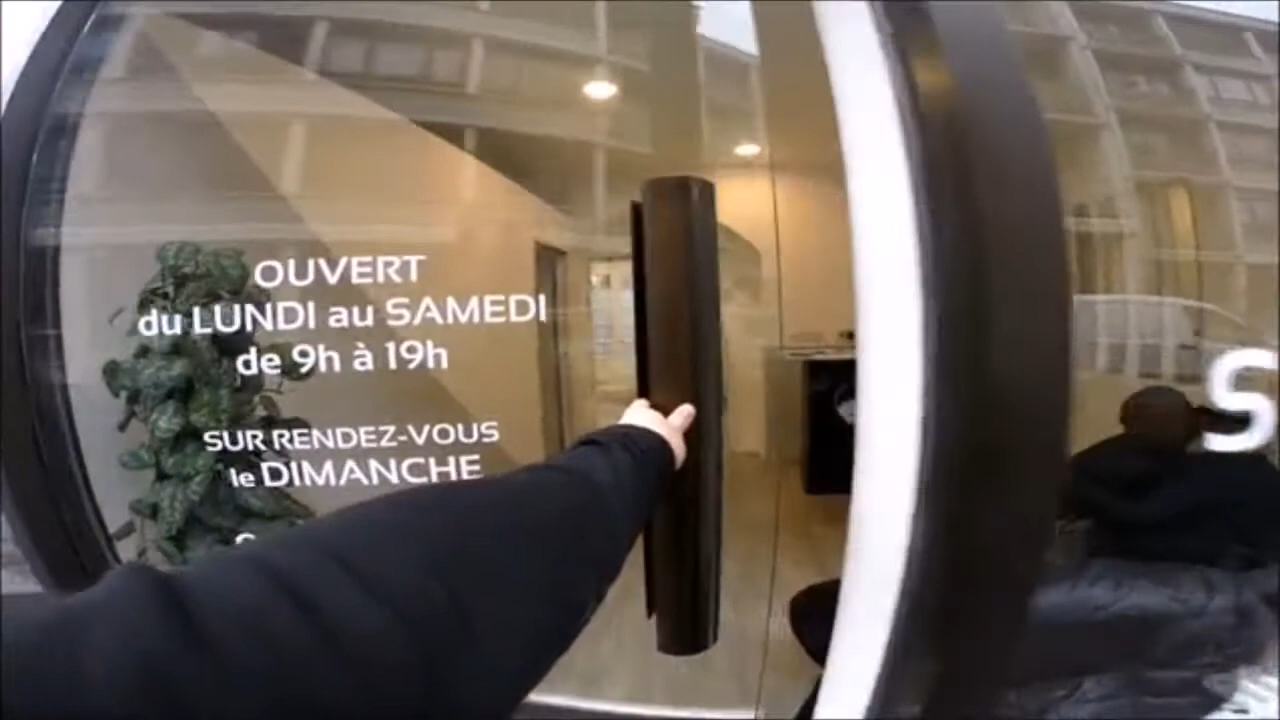 OUVERT
du LUNDI au SAMEDI
de 9h à 19h
SUR RENDEZ-VOUS
le DIMANCHE
S